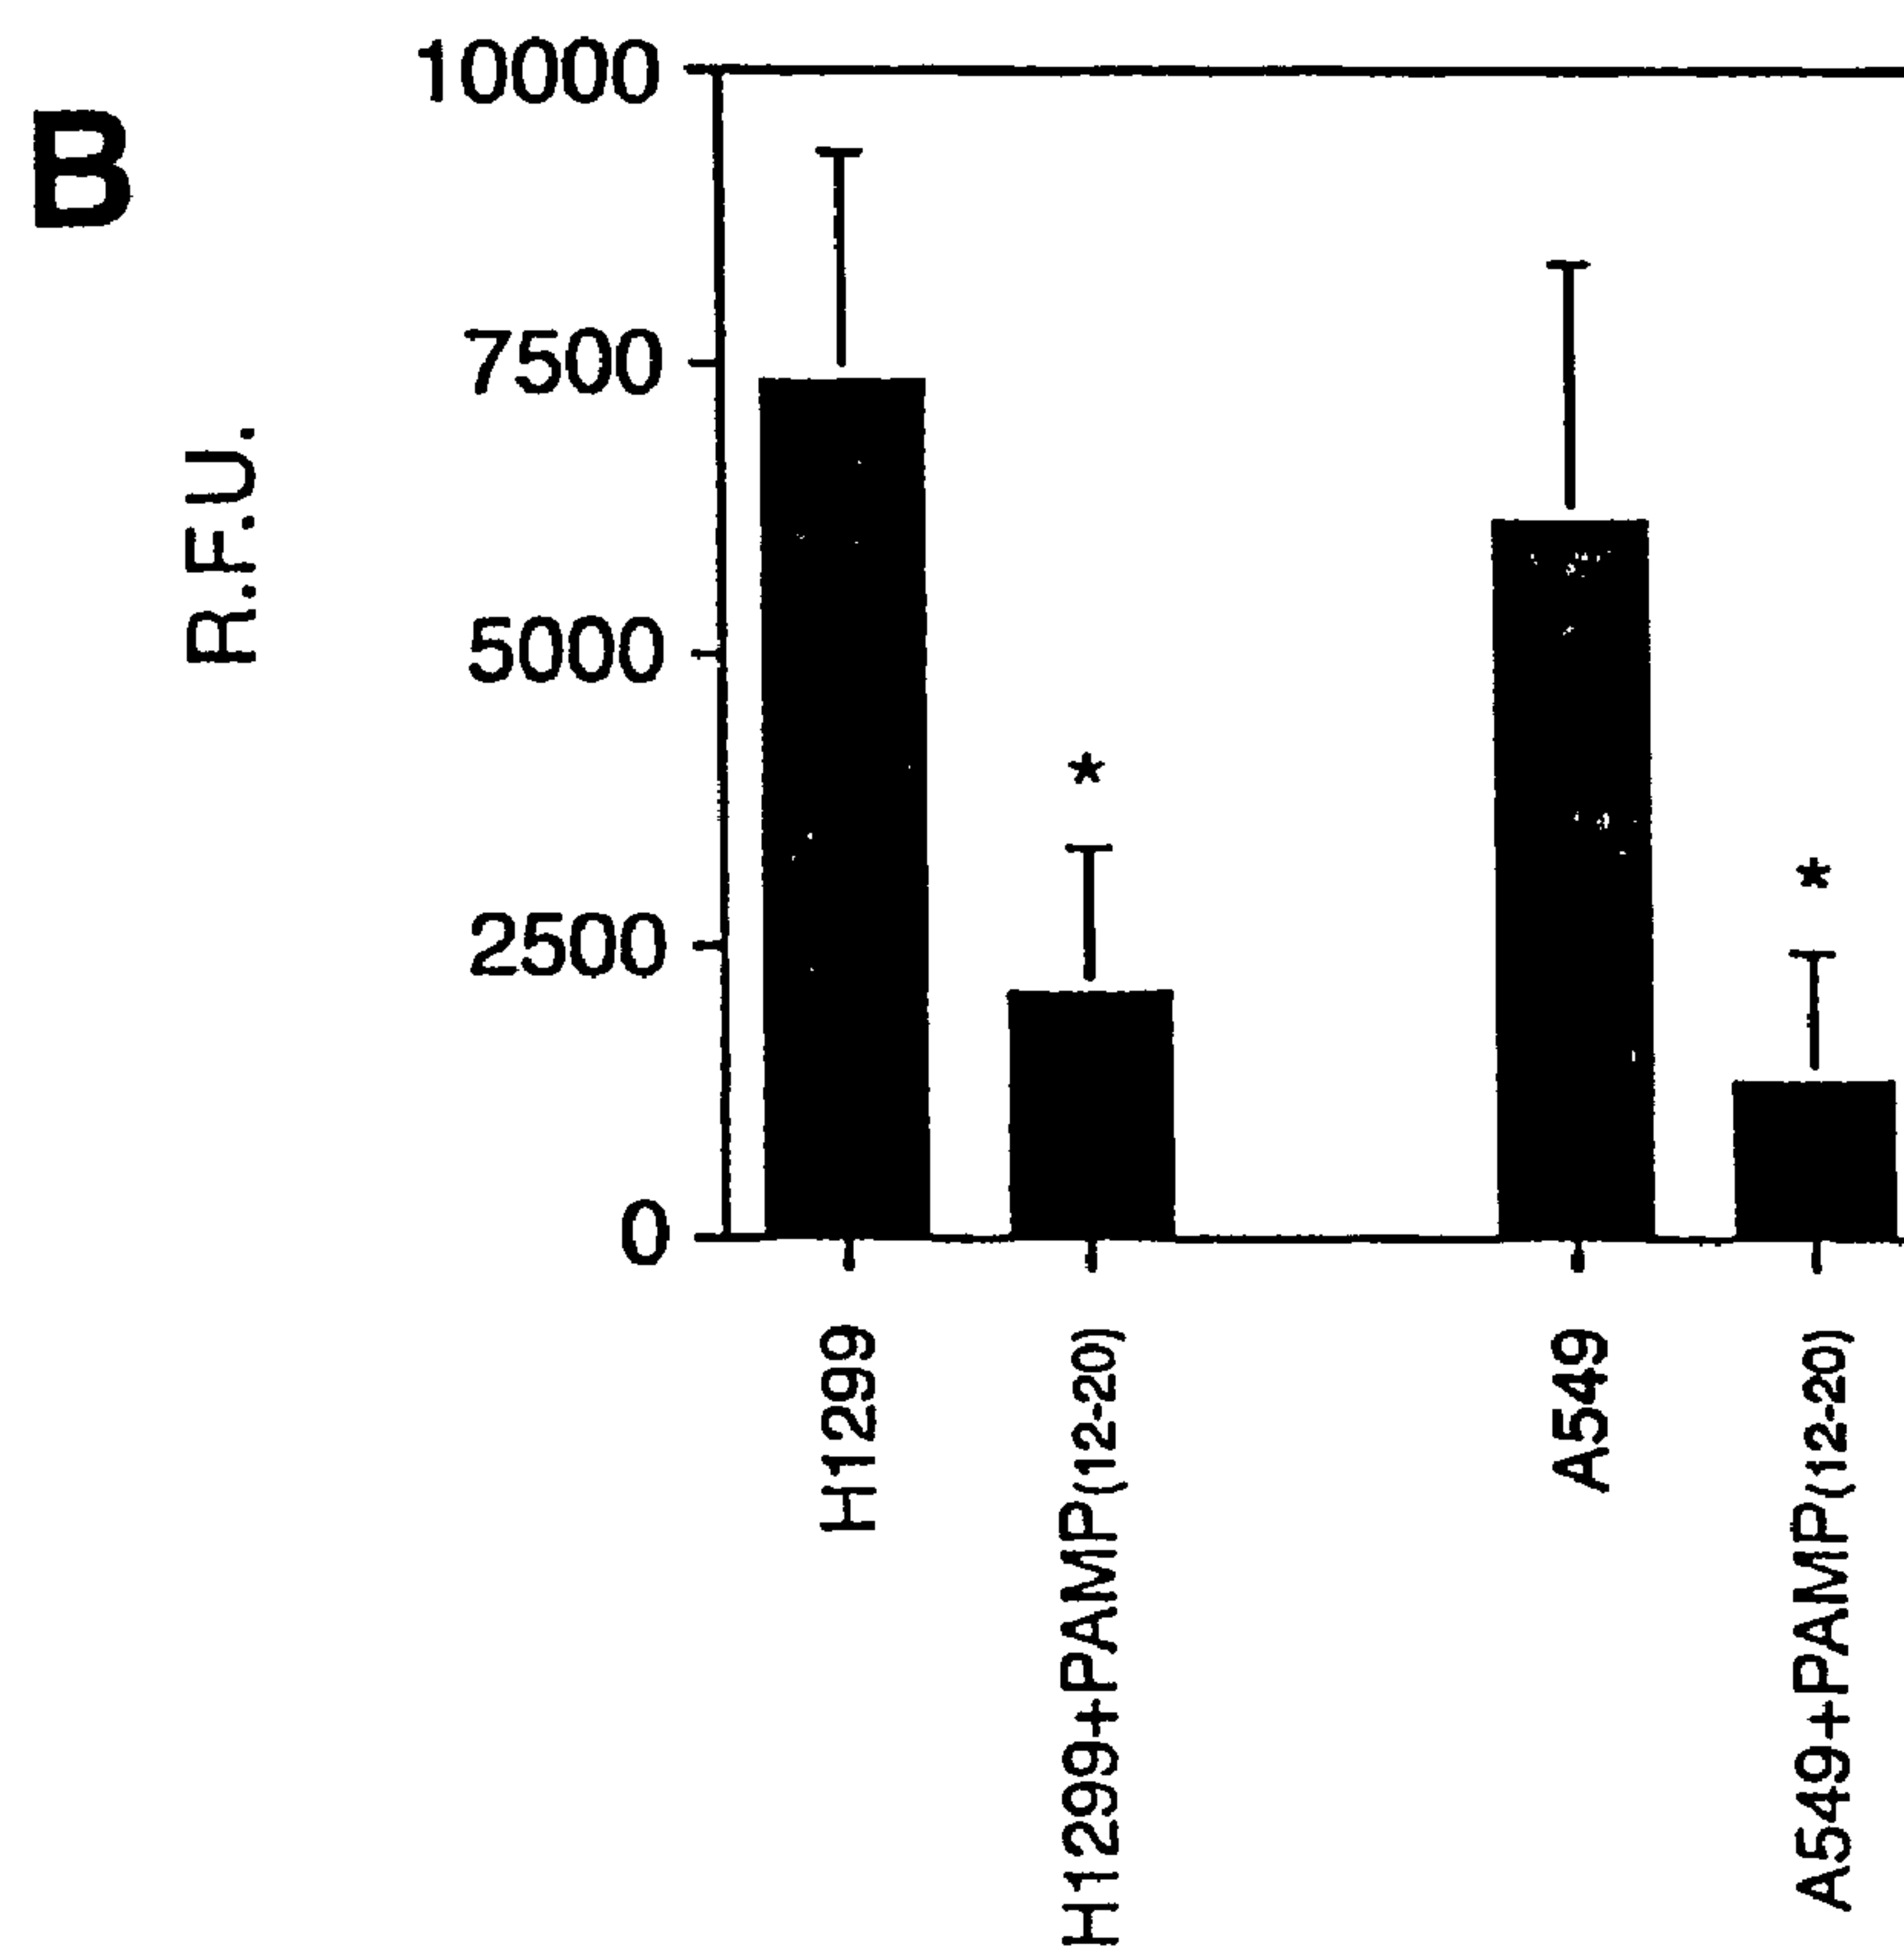 B
R.F.U.
10000
7500
5000
2500
0
*
*
H1299
H1299+PAMP(12-20)
A549
A549+PAMP(12-20)